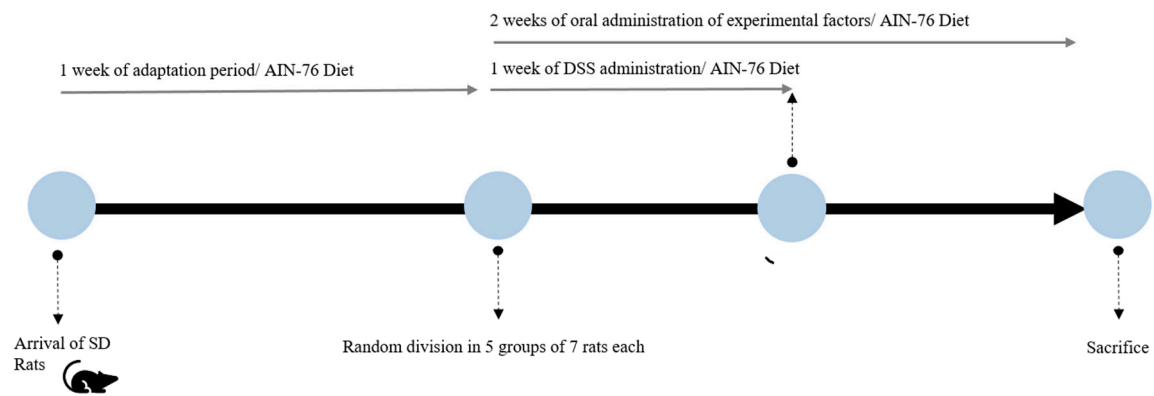 2 weeks of oral administration of experimental factors/ AIN-76 Diet
1 week of adaptation period/ AIN-76 Diet
1 week of DSS administration/ AIN-76 Diet
Arrival of SD
Rats
Random division in 5 groups of 7 rats each
Sacrifice